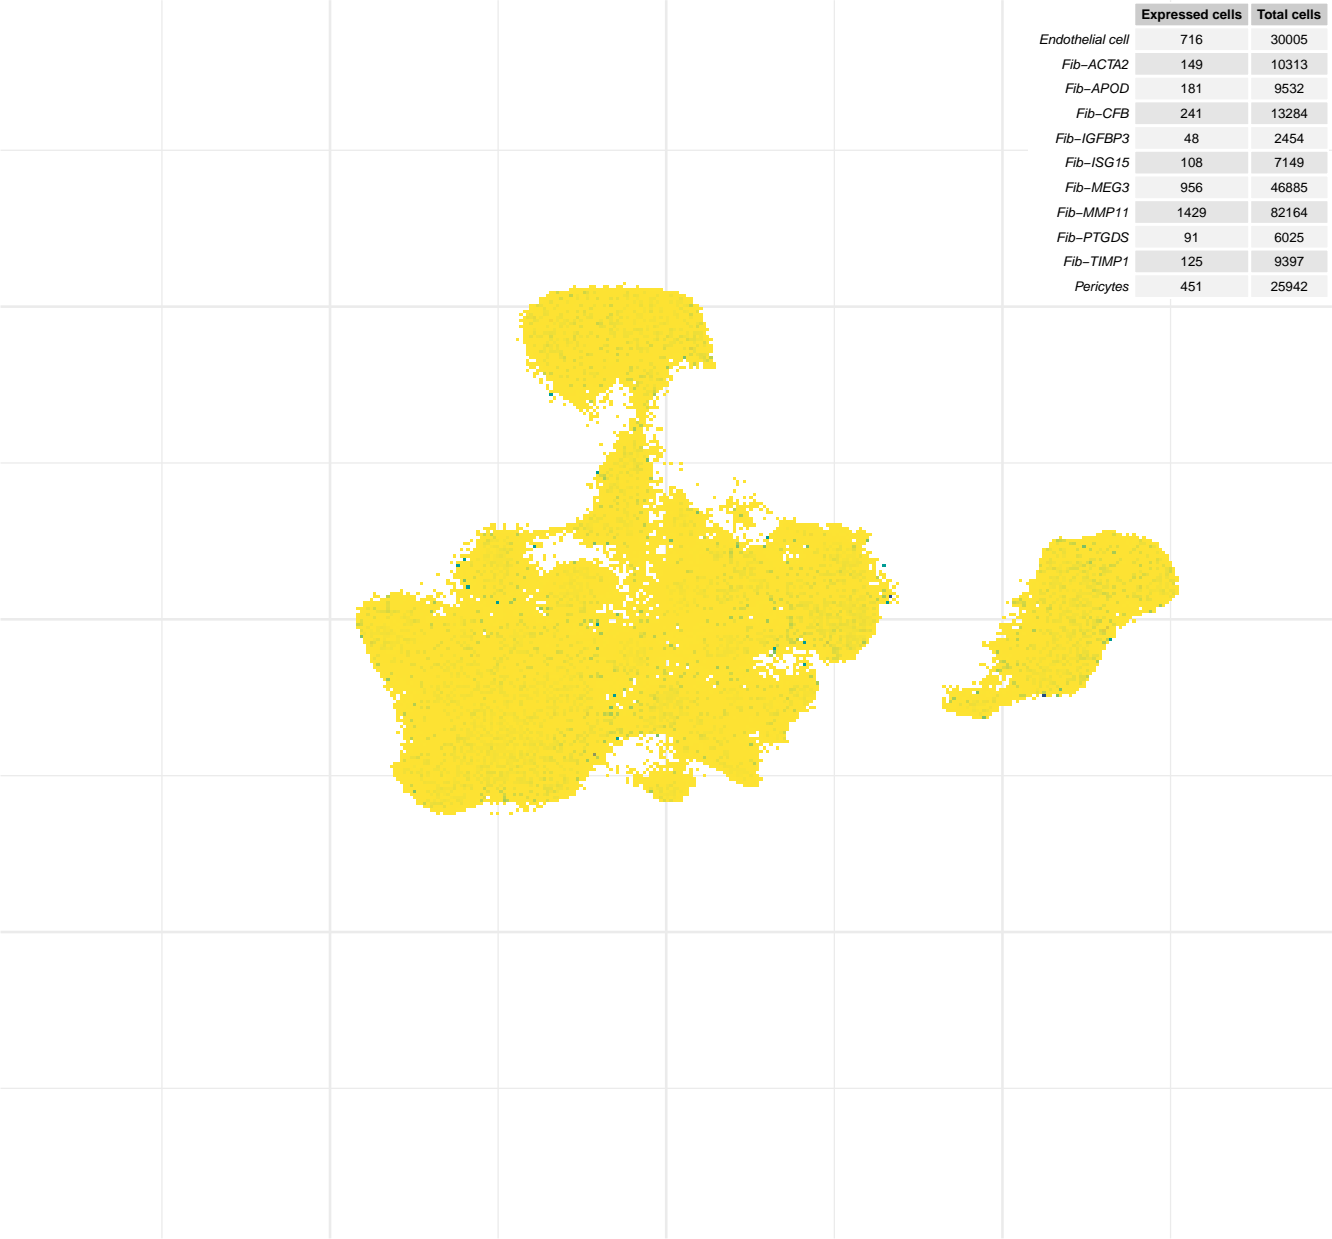 Expressed cells Total cells
Endothelial cell 716 30005
Fib−ACTA2 149 10313
Fib−APOD 181 9532
Fib−CFB 241 13284
Fib−IGFBP3 48 2454
Fib−ISG15 108 7149
Fib−MEG3 956 46885
Fib−MMP11 1429 82164
Fib−PTGDS 91 6025
Fib−TIMP1 125 9397
Pericytes 451 25942